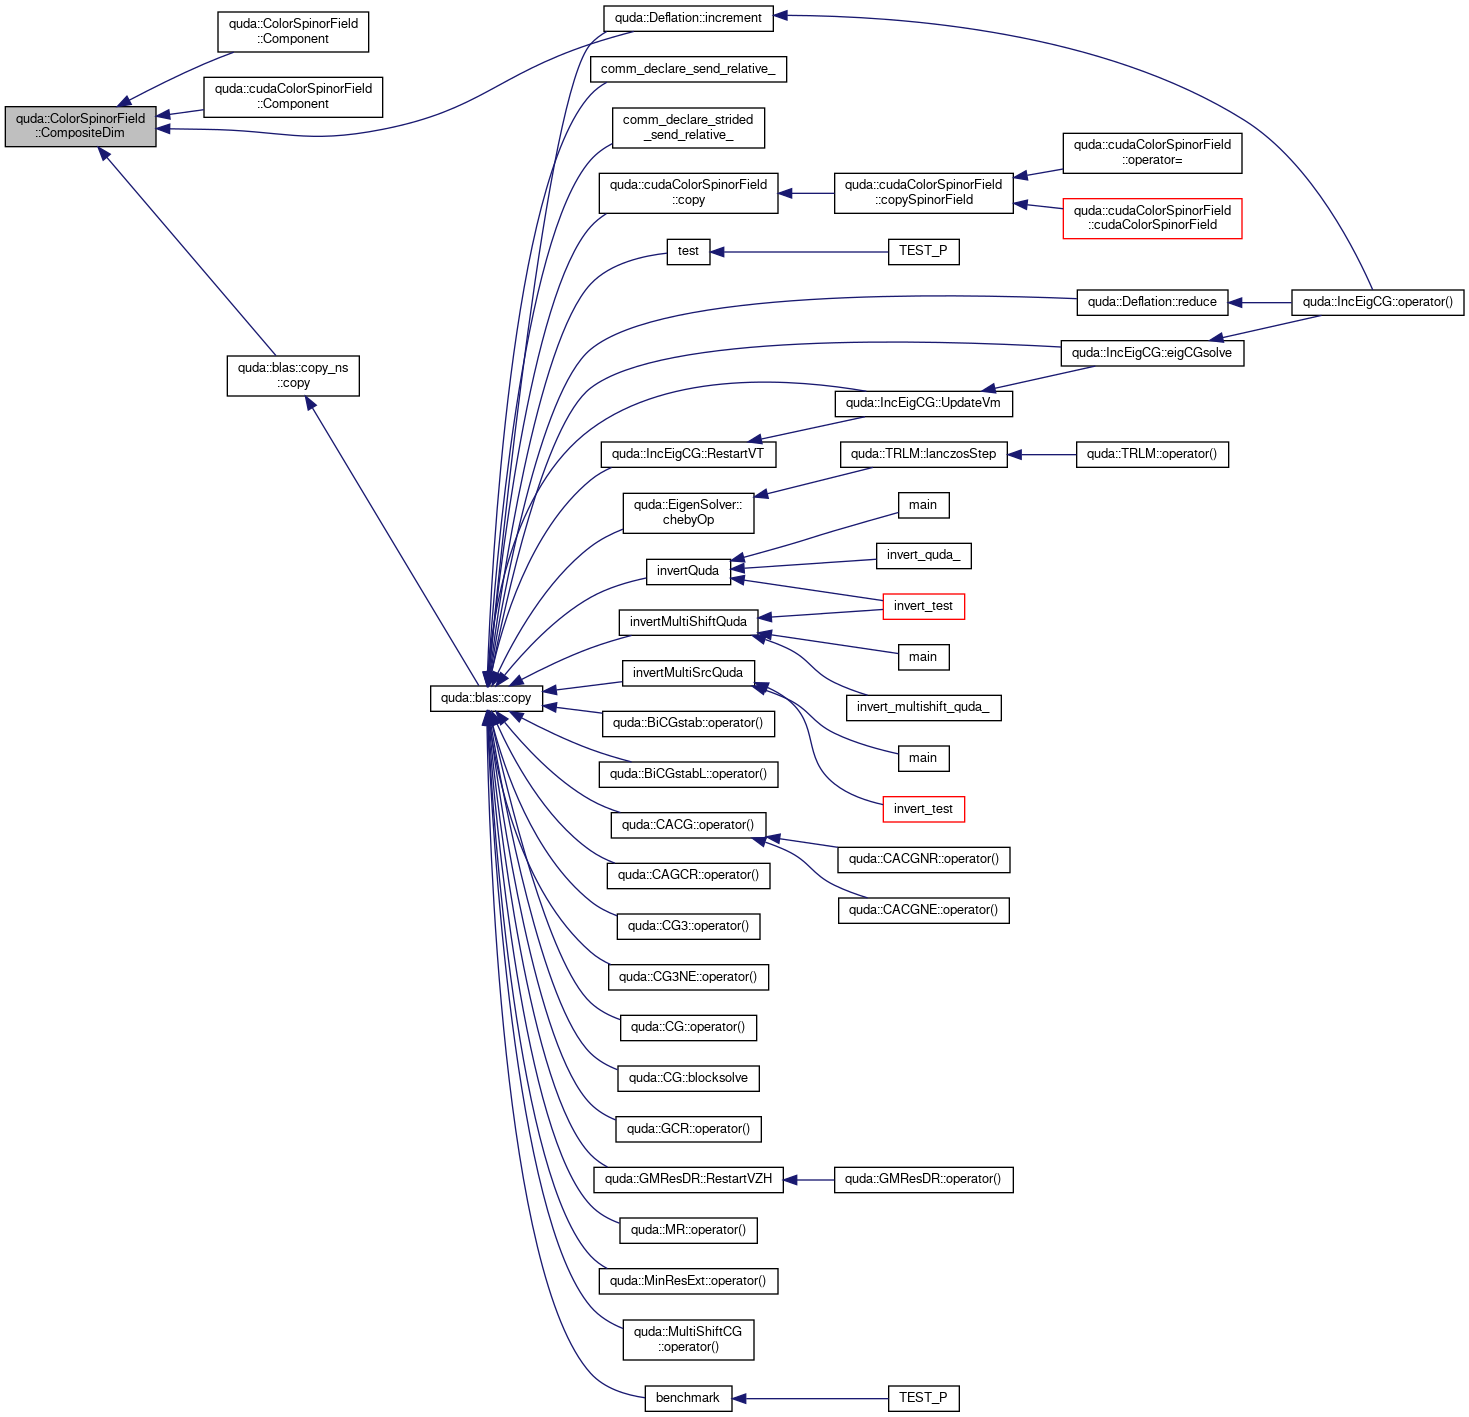 quda::ColorSpinorField
::CompositeDim
quda::ColorSpinorField
::Component
quda::cudaColorSpinorField
::Component
quda::blas::copy_ns
::copy
quda::blas::copy
quda::Deflation::increment
comm_declare_send_relative_
comm_declare_strided
_send_relative_
quda::cudaColorSpinorField
::copy
quda::cudaColorSpinorField
::copySpinorField
quda::cudaColorSpinorField
::operator=
quda::cudaColorSpinorField
::cudaColorSpinorField
test
TEST_P
quda::Deflation::reduce
quda::IncEigCG::operator()
quda::IncEigCG::eigCGsolve
quda::IncEigCG::UpdateVm
quda::IncEigCG::RestartVT
quda::TRLM::lanczosStep
quda::TRLM::operator()
quda::EigenSolver::
chebyOp
main
invertQuda
invert_quda_
invert_test
invertMultiShiftQuda
main
invertMultiSrcQuda
invert_multishift_quda_
quda::BiCGstab::operator()
main
quda::BiCGstabL::operator()
invert_test
quda::CACG::operator()
quda::CACGNR::operator()
quda::CAGCR::operator()
quda::CACGNE::operator()
quda::CG3::operator()
quda::CG3NE::operator()
quda::CG::operator()
quda::CG::blocksolve
quda::GCR::operator()
quda::GMResDR::RestartVZH
quda::GMResDR::operator()
quda::MR::operator()
quda::MinResExt::operator()
quda::MultiShiftCG
::operator()
benchmark
TEST_P